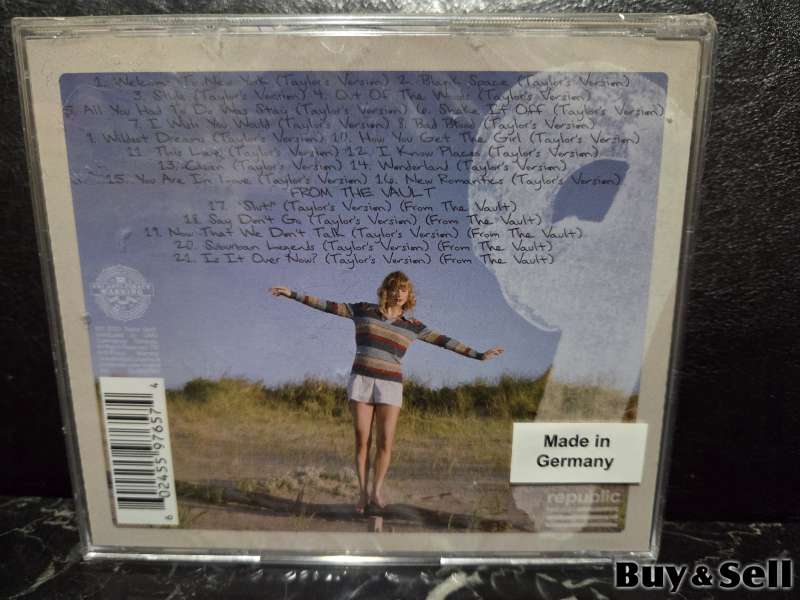 1. Welcome To New York (Taylor's Version) 2. Blank Space (Taylor's Version)
3. Style (Taylor's Version) 4. Out Of The Woods (Taylor's Version)
5. All You Had To Do Was Stay (Taylor's Version) 6. Shake It Off (Taylor's Version)
7. I Wish You Would (Taylor's Version) 8. Bad Blood (Taylor's Version)
9. Wildest Dreams (Taylor's Version) 10. How You Get The Girl (Taylor's Version)
11. This Love (Taylor's Version) 12. I Know Places (Taylor's Version)
13. Clean (Taylor's Version) 14. Wonderland (Taylor's Version)
15. You Are In Love (Taylor's Version) 16. New Romantics (Taylor's Version)
FROM THE VAULT
17. "Slut!" (Taylor's Version) (From The Vault)
18. Say Don't Go (Taylor's Version) (From The Vault)
19. Now That We Don't Talk (Taylor's Version) (From The Vault)
20. Suburban Legends (Taylor's Version) (From The Vault)
21. Is It Over Now? (Taylor's Version) (From The Vault)
WARNING
6 02455 97657 4
Made in
Germany
republic
Buy & Sell